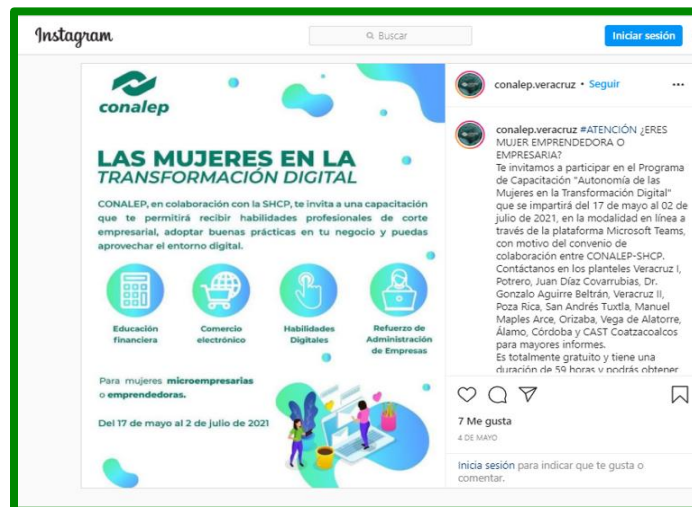 Instagram
Buscar
Iniciar sesión
conalep
LAS MUJERES EN LA
TRANSFORMACIÓN DIGITAL
CONALEP, en colaboración con la SHCP, te invita a una capacitación
que te permitirá recibir habilidades profesionales de corte
empresarial, adoptar buenas prácticas en tu negocio y puedas
aprovechar el entorno digital.
Educación
financiera
Comercio
electrónico
Habilidades
Digitales
Refuerzo de
Administración
de Empresas
Para mujeres microempresarias
o emprendedoras.
Del 17 de mayo al 2 de julio de 2021
conalep.veracruz • Seguir
conalep.veracruz #ATENCIÓN ¿ERES
MUJER EMPRENDEDORA O
EMPRESARIA?
Te invitamos a participar en el Programa
de Capacitación "Autonomía de las
Mujeres en la Transformación Digital"
que se impartirá del 17 de mayo al 02 de
julio de 2021, en la modalidad en línea a
través de la plataforma Microsoft Teams,
con motivo del convenio de
colaboración entre CONALEP-SHCP.
Contáctanos en los planteles Veracruz I,
Potrero, Juan Díaz Covarrubias, Dr.
Gonzalo Aguirre Beltrán, Veracruz II,
Poza Rica, San Andrés Tuxtla, Manuel
Maples Arce, Orizaba, Vega de Alatorre,
Álamo, Córdoba y CAST Coatzacoalcos
para mayores informes.
Es totalmente gratuito y tiene una
duración de 59 horas y podrás obtener
7 Me gusta
4 DE MAYO
Inicia sesión para indicar que te gusta o
comentar.